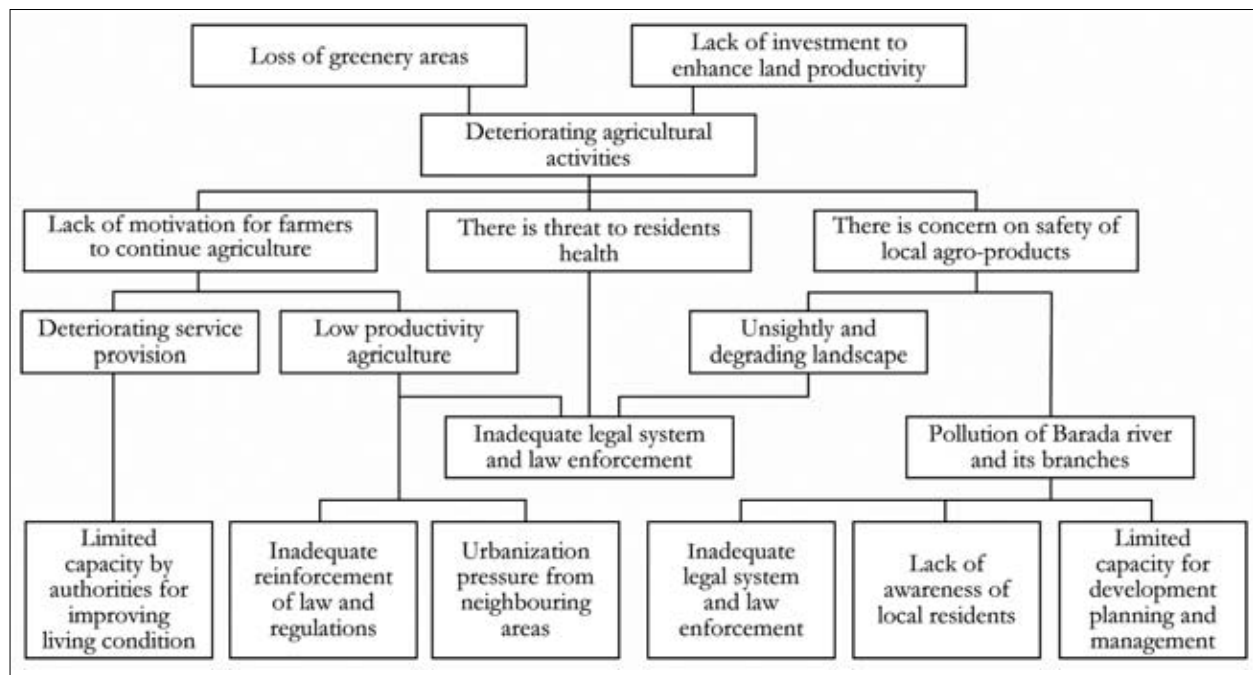 Loss of greenery areas
Lack of investment to
enhance land productivity
Deteriorating agricultural
activities
Lack of motivation for farmers
to continue agriculture
There is threat to residents
health
There is concern on safety of
local agro-products
Deteriorating service
provision
Low productivity
agriculture
Unsightly and
degrading landscape
Inadequate legal system
and law enforcement
Pollution of Barada river
and its branches
Limited
capacity by
authorities for
improving
living condition
Inadequate
reinforcement
of law and
regulations
Urbanization
pressure from
neighbouring
areas
Inadequate
legal system
and law
enforcement
Lack of
awareness of
local residents
Limited
capacity for
development
planning and
management